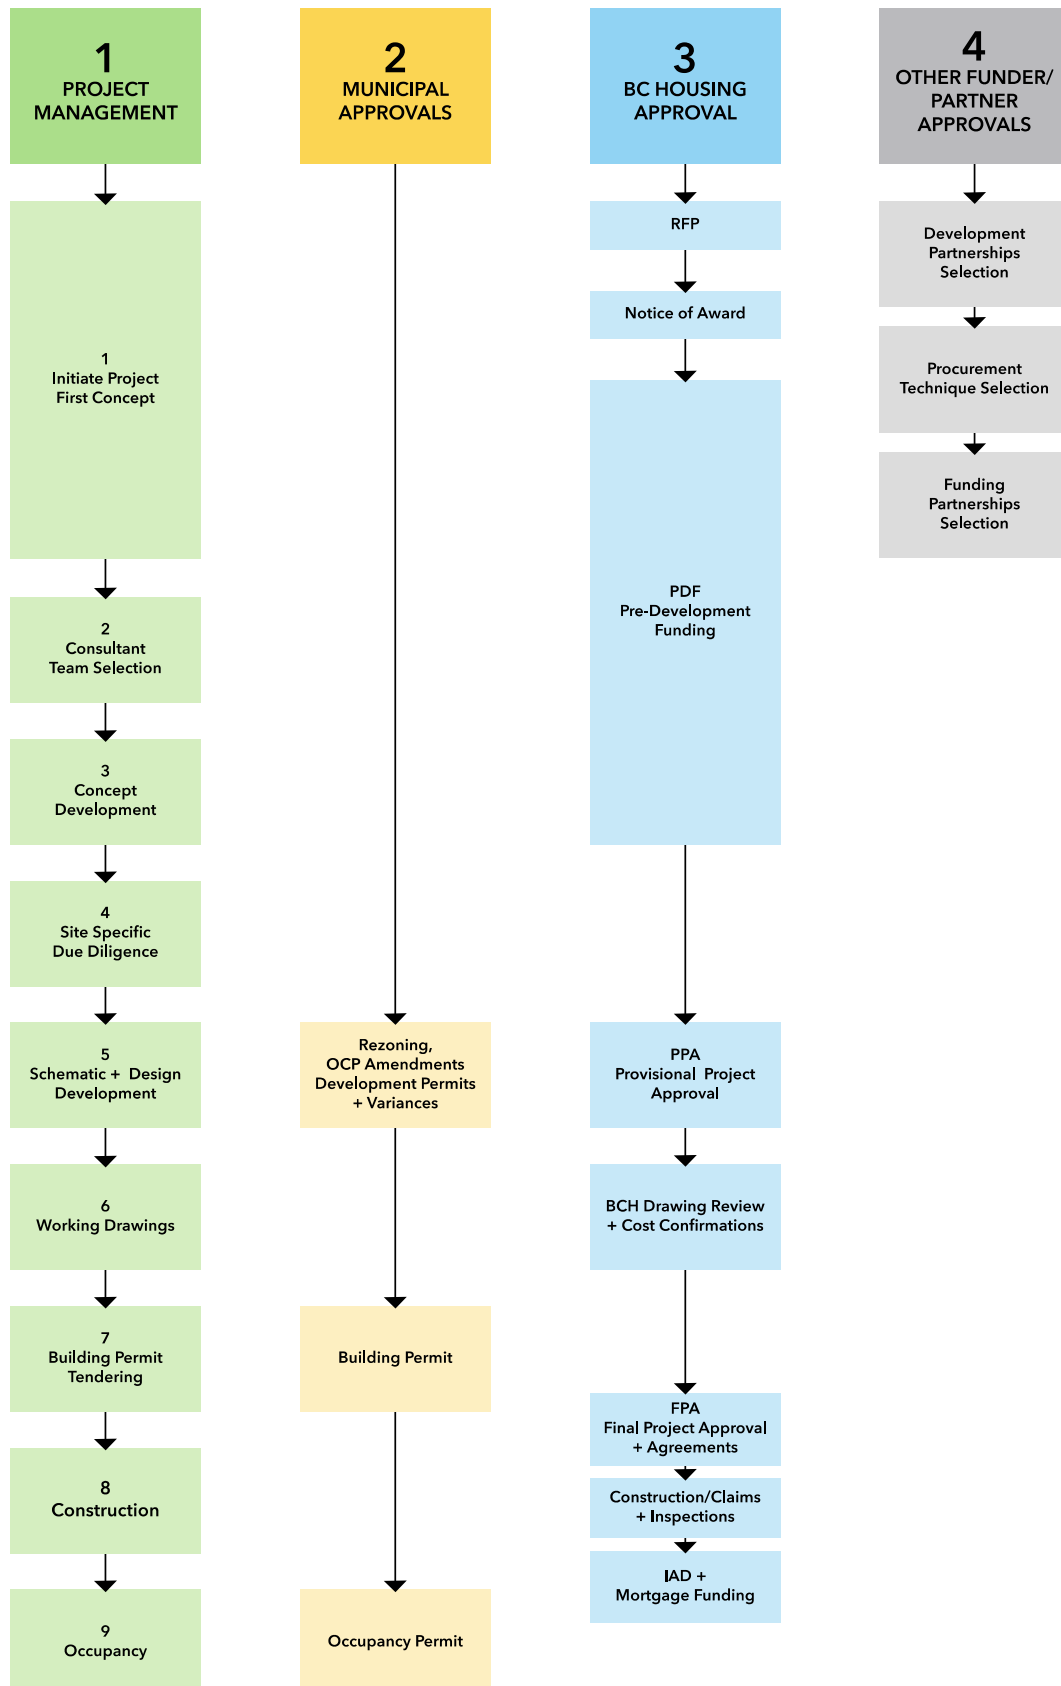 1
PROJECT
MANAGEMENT
1
Initiate Project
First Concept
2
Consultant
Team Selection
3
Concept
Development
4
Site Specific
Due Diligence
5
Schematic + Design
Development
6
Working Drawings
7
Building Permit
Tendering
8
Construction
9
Occupancy
2
MUNICIPAL
APPROVALS
Rezoning,
OCP Amendments
Development Permits
+ Variances
Building Permit
Occupancy Permit
3
BC HOUSING
APPROVAL
RFP
Notice of Award
PDF
Pre-Development
Funding
PPA
Provisional Project
Approval
BCH Drawing Review
+ Cost Confirmations
FPA
Final Project Approval
+ Agreements
Construction/Claims
+ Inspections
IAD +
Mortgage Funding
4
OTHER FUNDER/
PARTNER
APPROVALS
Development
Partnerships
Selection
Procurement
Technique Selection
Funding
Partnerships
Selection